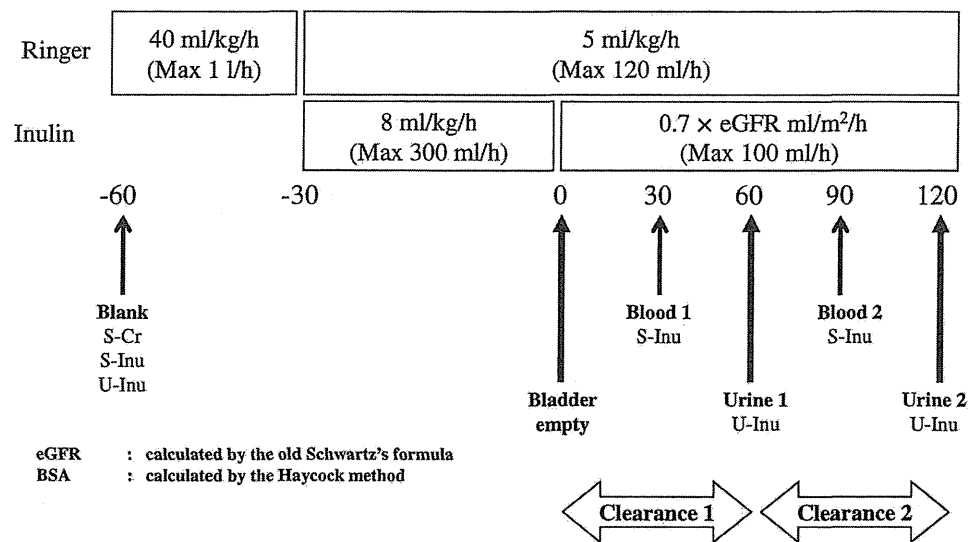 Ringer
40 ml/kg/h
(Max 1 l/h)
5 ml/kg/h
(Max 120 ml/h)
Inulin
8 ml/kg/h
(Max 300 ml/h)
0.7 × eGFR ml/m²/h
(Max 100 ml/h)
-60 -30 0 30 60 90 120
Blank
S-Cr
S-Inu
U-Inu
Blood 1
S-Inu
Blood 2
S-Inu
Bladder
empty
Urine 1
U-Inu
Urine 2
U-Inu
eGFR : calculated by the old Schwartz's formula
BSA : calculated by the Haycock method
Clearance 1 Clearance 2